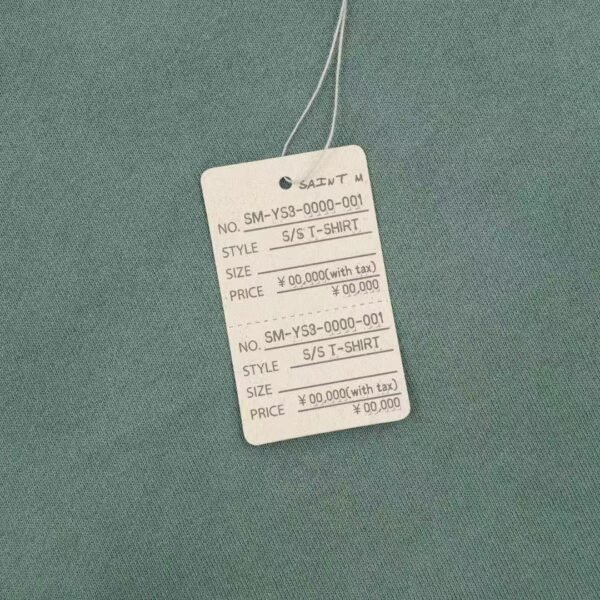 SAINT M
NO. SM-YS3-0000-001
STYLE S/S T-SHIRT
SIZE
PRICE ¥00,000(with tax)
¥00,000
NO. SM-YS3-0000-001
STYLE S/S T-SHIRT
SIZE
PRICE ¥00,000(with tax)
¥00,000